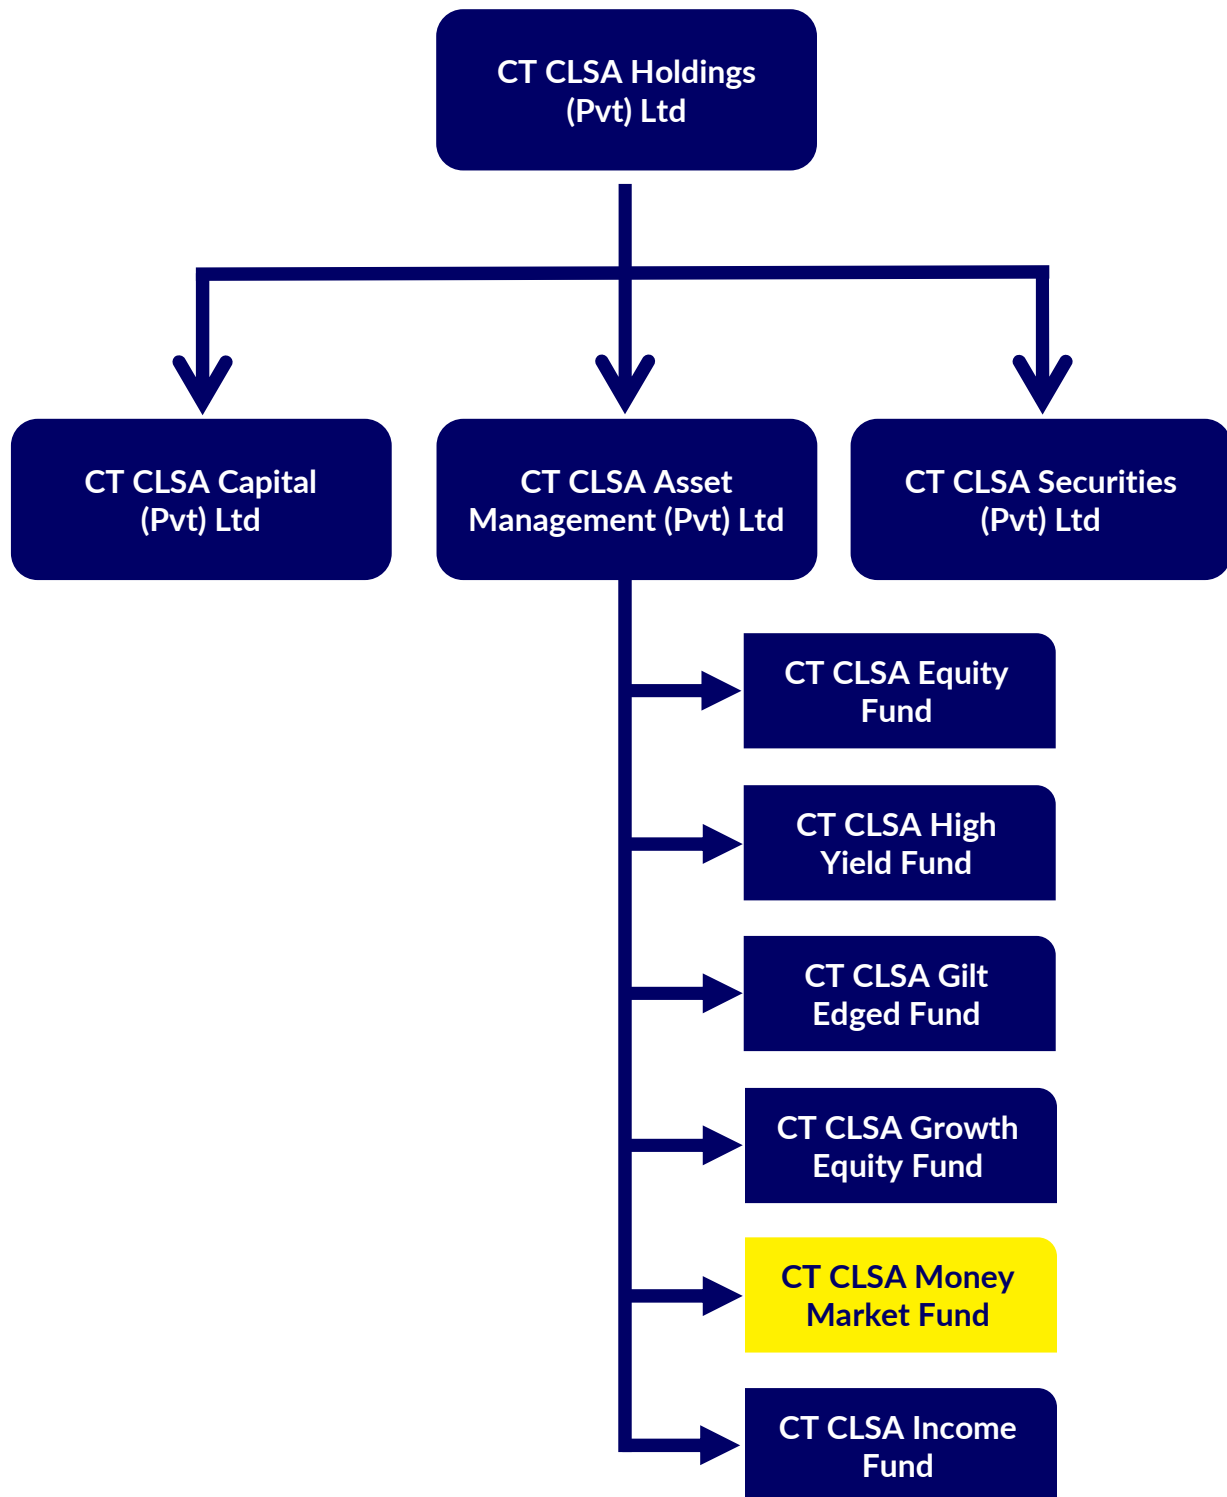 CT CLSA Holdings
(Pvt) Ltd
CT CLSA Capital
(Pvt) Ltd
CT CLSA Asset
Management (Pvt) Ltd
CT CLSA Securities
(Pvt) Ltd
CT CLSA Equity
Fund
CT CLSA High
Yield Fund
CT CLSA Gilt
Edged Fund
CT CLSA Growth
Equity Fund
CT CLSA Money
Market Fund
CT CLSA Income
Fund